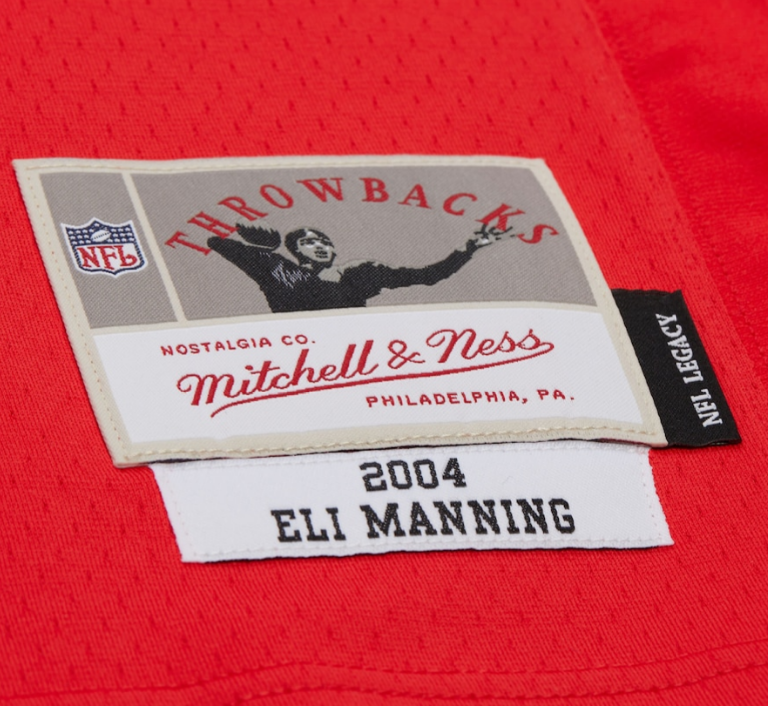 THROWBACKS
NFL
NOSTALGIA CO.
Mitchell & Ness
PHILADELPHIA, PA.
NFL LEGACY
2004
ELI MANNING